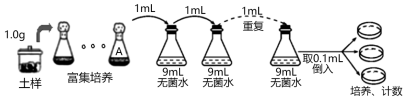 1mL 1mL 1mL
重复
1.0g
A
取0.1mL
倒入
土样
富集培养
9mL 9mL 9mL
无菌水 无菌水 无菌水
培养、计数